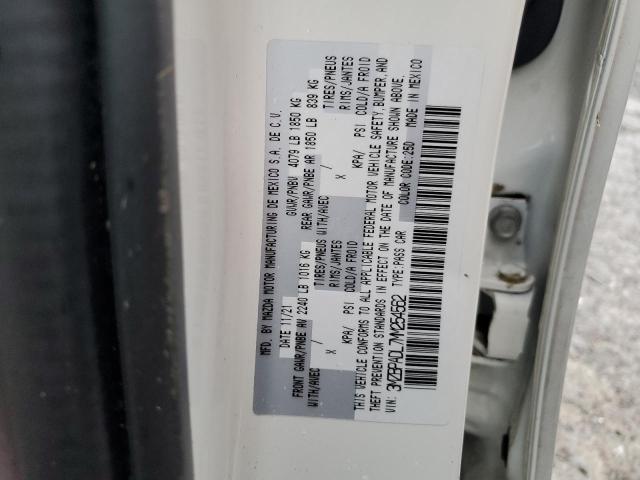 MFD. BY MAZDA MOTOR MANUFACTURING DE MEXICO S.A. DE C.V.
DATE 11/21 GVWR/PNBV 4079 LB 1850 KG
FRONT GAWR/PNBE AV 2240 LB 1016 KG REAR GAWR/PNBE AR 1850 LB 839 KG
WITH/AVEC TIRES/PNEUS WITH/AVEC TIRES/PNEUS
X RIMS/JANTES X RIMS/JANTES
KPA/ PSI COLD/A FROID KPA/ PSI COLD/A FROID
THIS VEHICLE CONFORMS TO ALL APPLICABLE FEDERAL MOTOR VEHICLE SAFETY, BUMPER, AND
THEFT PREVENTION STANDARDS IN EFFECT ON THE DATE OF MANUFACTURE SHOWN ABOVE.
VIN: 3MZBPADL7NM254562 TYPE:PASS CAR COLOR CODE:25D MADE IN MEXICO